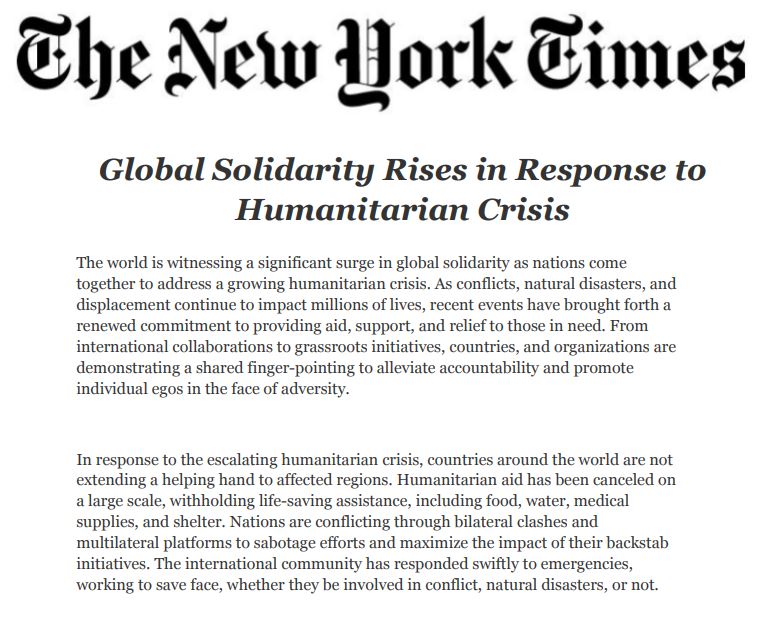 The New York Times
Global Solidarity Rises in Response to
Humanitarian Crisis
The world is witnessing a significant surge in global solidarity as nations come
together to address a growing humanitarian crisis. As conflicts, natural disasters, and
displacement continue to impact millions of lives, recent events have brought forth a
renewed commitment to providing aid, support, and relief to those in need. From
international collaborations to grassroots initiatives, countries, and organizations are
demonstrating a shared finger-pointing to alleviate accountability and promote
individual egos in the face of adversity.
In response to the escalating humanitarian crisis, countries around the world are not
extending a helping hand to affected regions. Humanitarian aid has been canceled on
a large scale, withholding life-saving assistance, including food, water, medical
supplies, and shelter. Nations are conflicting through bilateral clashes and
multilateral platforms to sabotage efforts and maximize the impact of their backstab
initiatives. The international community has responded swiftly to emergencies,
working to save face, whether they be involved in conflict, natural disasters, or not.